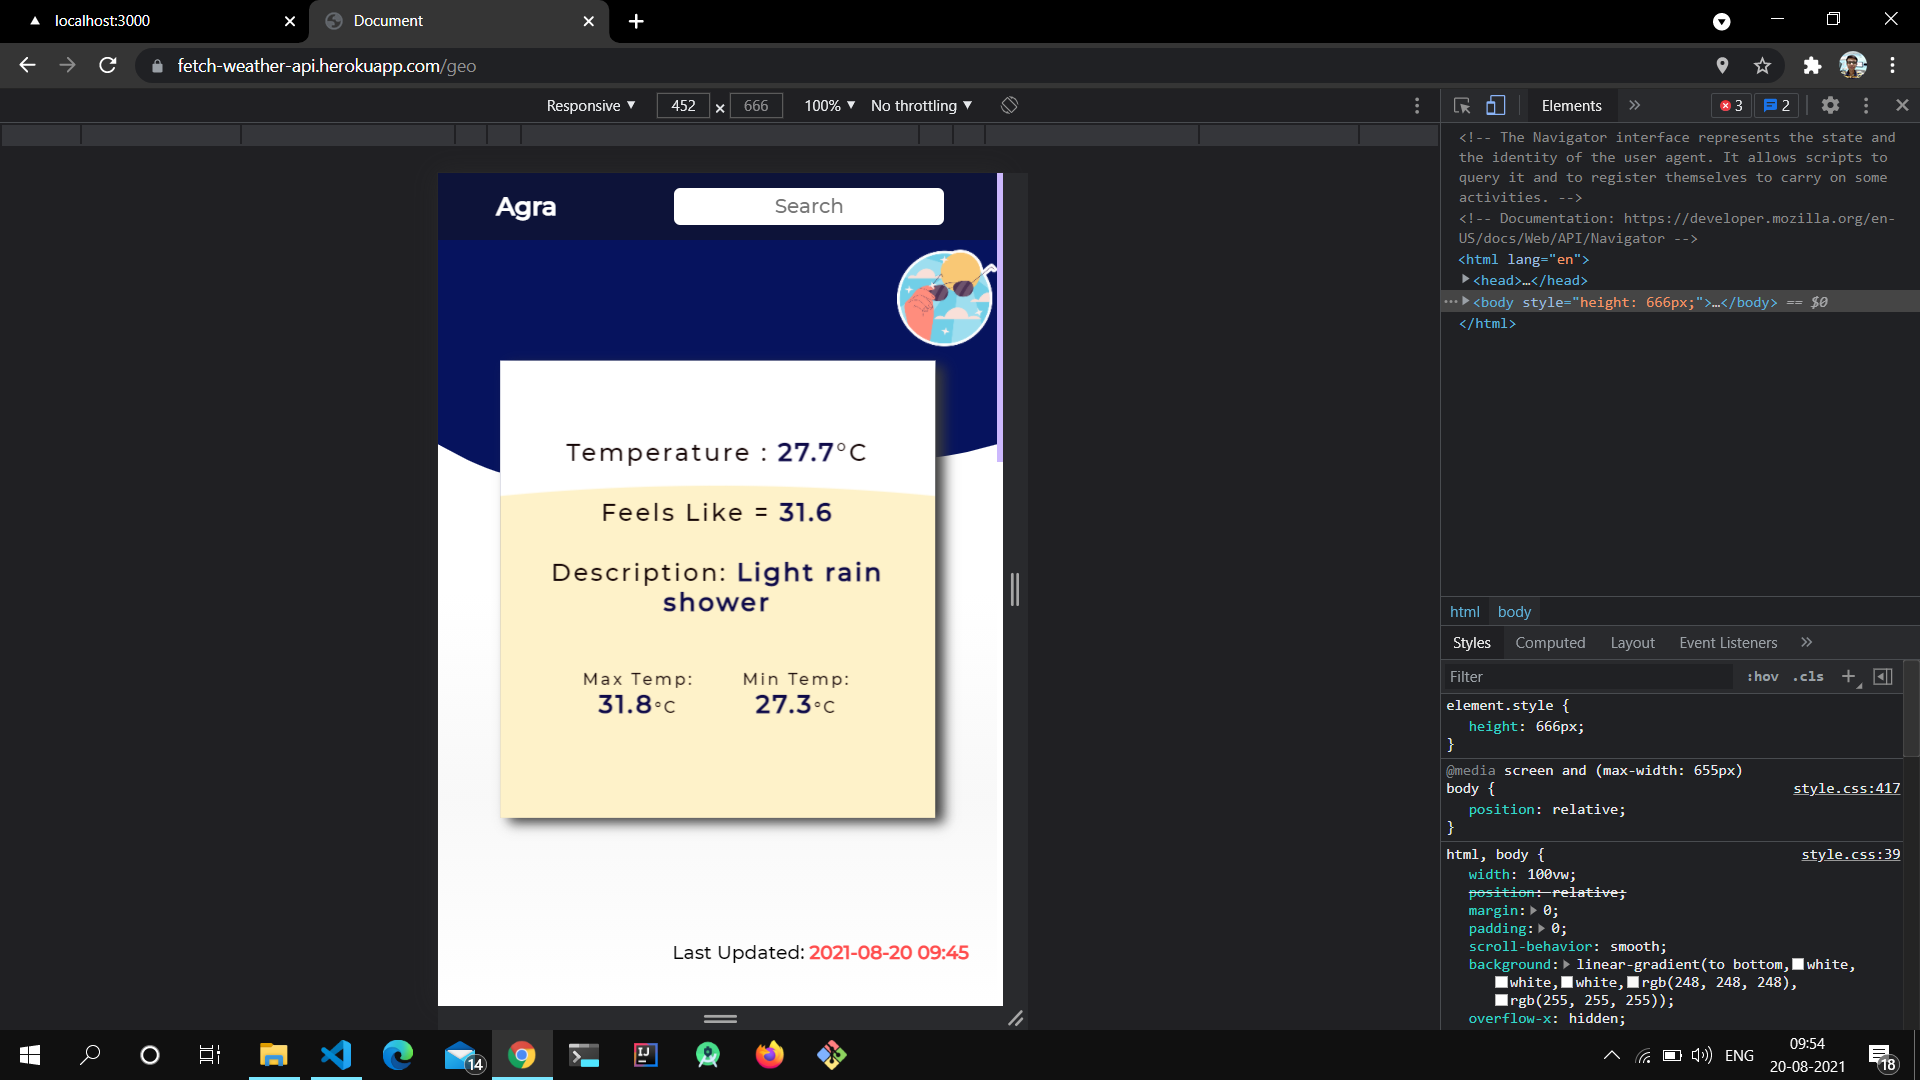 localhost:3000
Document
fetch-weather-api.herokuapp.com/geo
Responsive
452 × 666
100%
No throttling
Elements
3
2
<!-- The Navigator interface represents the state and
the identity of the user agent. It allows scripts to
query it and to register themselves to carry on some
activities. -->
<!-- Documentation: https://developer.mozilla.org/en-
US/docs/Web/API/Navigator -->
<html lang="en">
<head>…</head>
<body style="height: 666px;">…</body> == $0
</html>
Agra
Search
Temperature : 27.7°C
Feels Like = 31.6
Description: Light rain
shower
Max Temp:
31.8°C
Min Temp:
27.3°C
Last Updated: 2021-08-20 09:45
html body
Styles Computed Layout Event Listeners
Filter
:hov .cls
element.style {
height: 666px;
}
@media screen and (max-width: 655px)
body {
style.css:417
position: relative;
}
html, body {
style.css:39
width: 100vw;
position: relative;
margin: 0;
padding: 0;
scroll-behavior: smooth;
background: linear-gradient(to bottom, white,
white, white, rgb(248, 248, 248),
rgb(255, 255, 255));
overflow-x: hidden;
14
ENG
09:54
20-08-2021
18